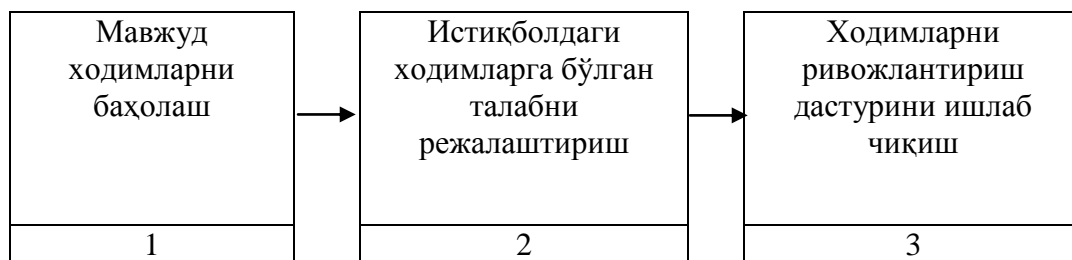 Мавжуд
ходимларни
баҳолаш
1
Истиқболдаги
ходимларга бўлган
талабни
режалаштириш
2
Ходимларни
ривожлантириш
дастурини ишлаб
чиқиш
3